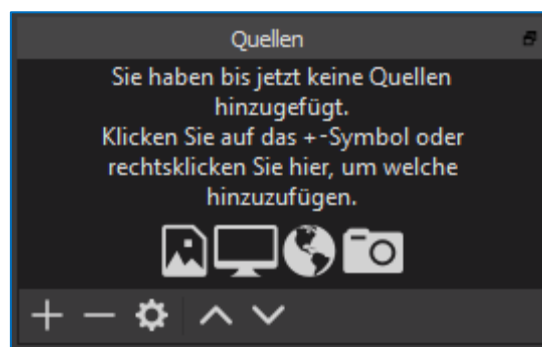 Quellen
Sie haben bis jetzt keine Quellen
hinzugefügt.
Klicken Sie auf das +-Symbol oder
rechtsklicken Sie hier, um welche
hinzuzufügen.